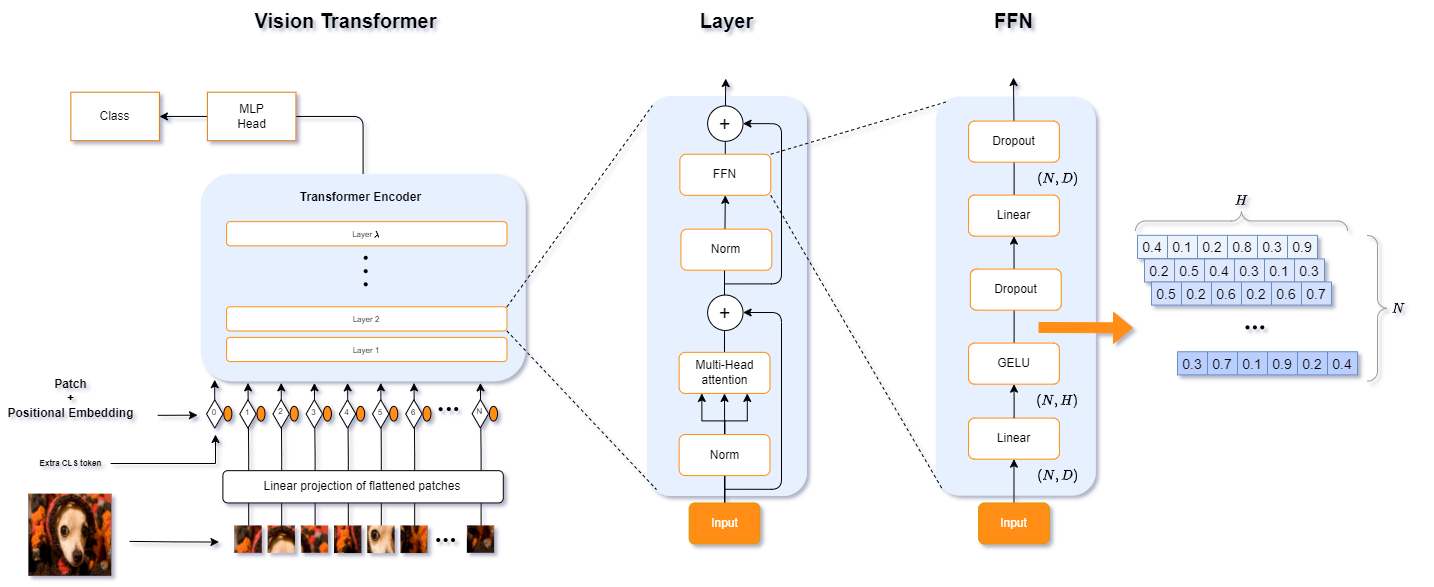 Vision Transformer
Layer
FFN
Class
MLP
Head
Transformer Encoder
Layer λ
Layer 2
Layer 1
Patch
+
Positional Embedding
0 1 2 3 4 5 6 N
Extra CLS token
Linear projection of flattened patches
+
FFN
Norm
+
Multi-Head
attention
Norm
Input
Dropout
(N, D)
Linear
Dropout
GELU
(N, H)
Linear
(N, D)
Input
H
0.4 0.1 0.2 0.8 0.3 0.9
0.2 0.5 0.4 0.3 0.1 0.3
0.5 0.2 0.6 0.2 0.6 0.7
N
0.3 0.7 0.1 0.9 0.2 0.4